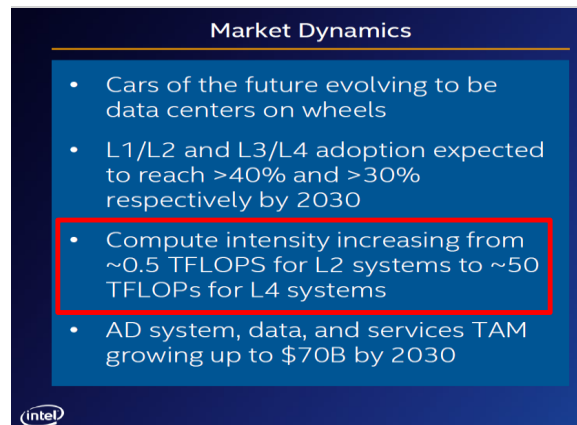 Market Dynamics
• Cars of the future evolving to be
data centers on wheels
• L1/L2 and L3/L4 adoption expected
to reach >40% and >30%
respectively by 2030
• Compute intensity increasing from
~0.5 TFLOPS for L2 systems to ~50
TFLOPs for L4 systems
• AD system, data, and services TAM
growing up to $70B by 2030
intel